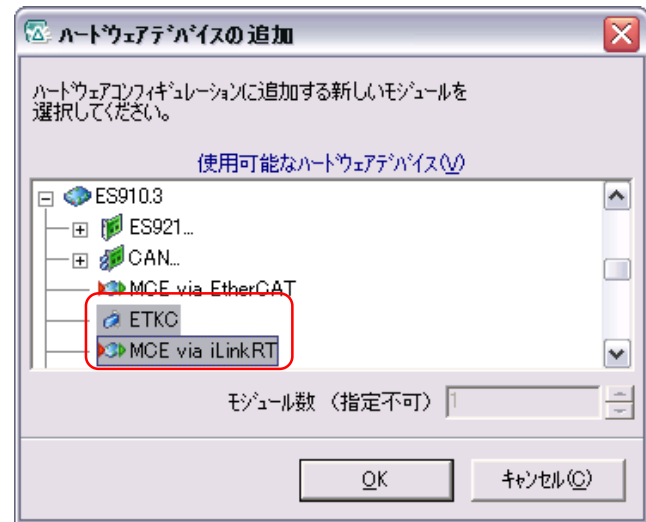 ハードウェアデバイスの追加
ハードウェアコンフィギュレーションに追加する新しいモジュールを
選択してください。
使用可能なハードウェアデバイス(V)
ES910.3
ES921...
CAN...
MCE via EtherCAT
ETKC
MCE via iLinkRT
モジュール数 (指定不可) 1
OK キャンセル(C)